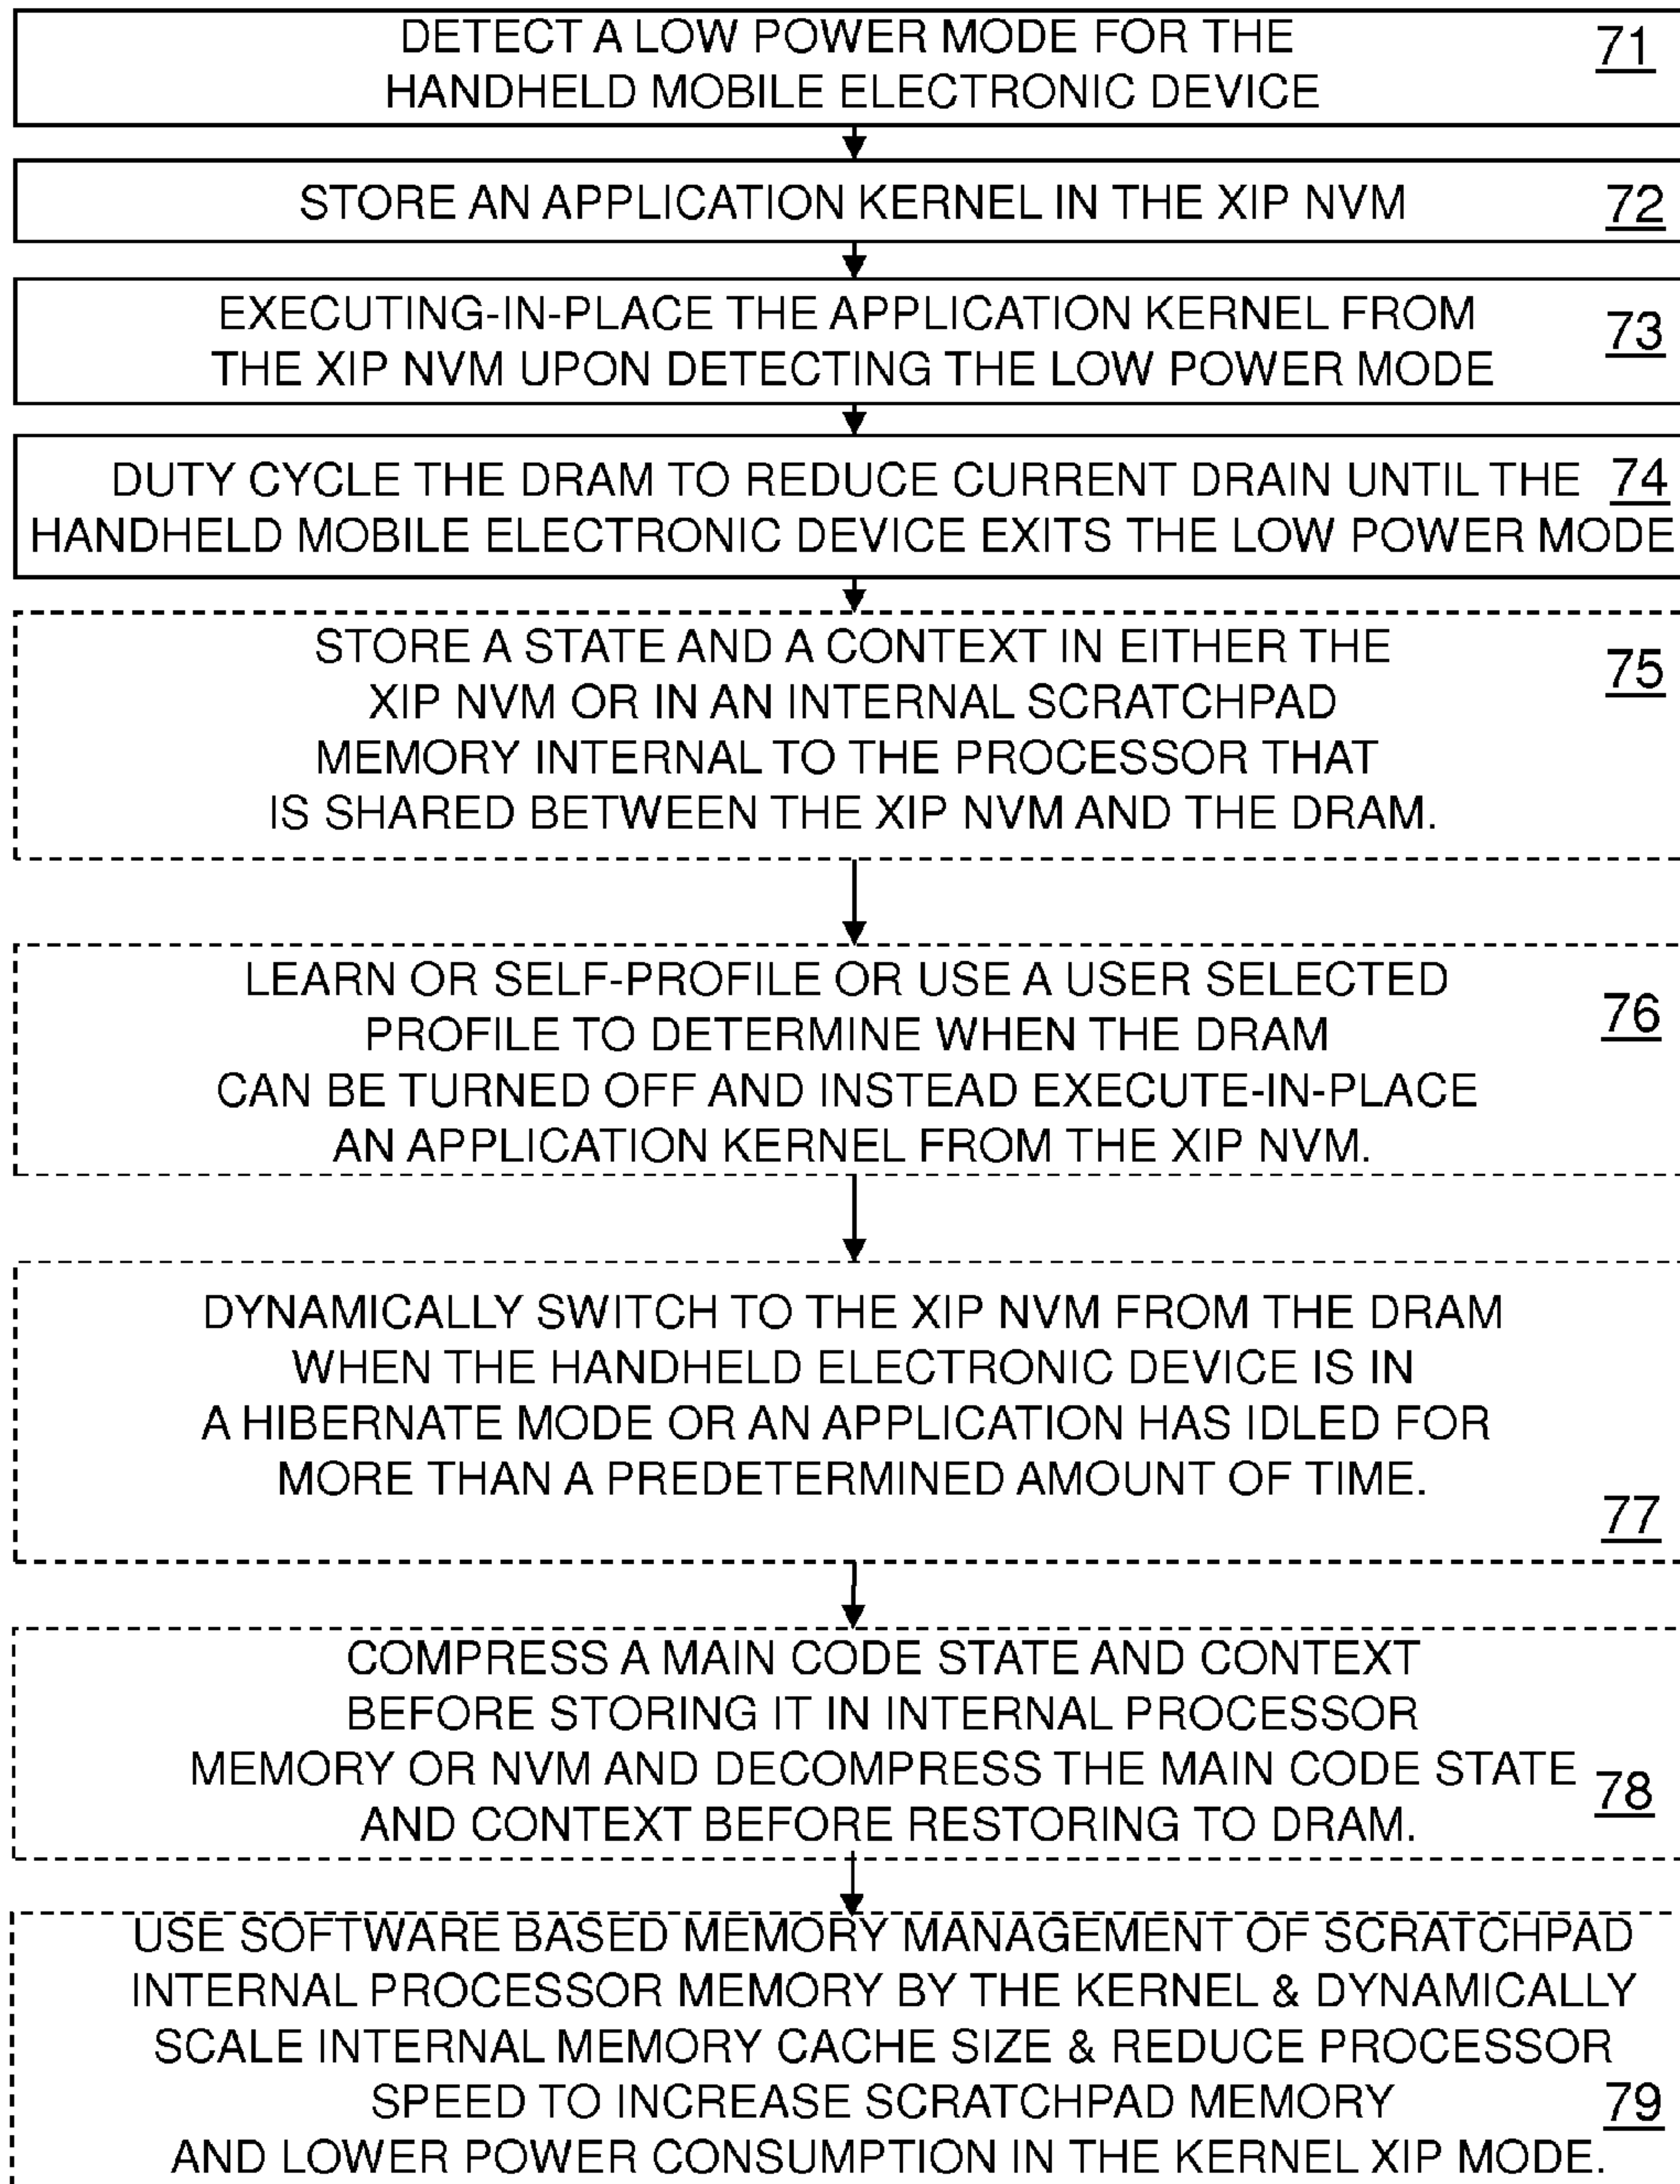 DETECT A LOW POWER MODE FOR THE
HANDHELD MOBILE ELECTRONIC DEVICE
71
STORE AN APPLICATION KERNEL IN THE XIP NVM
72
EXECUTING-IN-PLACE THE APPLICATION KERNEL FROM
THE XIP NVM UPON DETECTING THE LOW POWER MODE
73
DUTY CYCLE THE DRAM TO REDUCE CURRENT DRAIN UNTIL THE
HANDHELD MOBILE ELECTRONIC DEVICE EXITS THE LOW POWER MODE
74
STORE A STATE AND A CONTEXT IN EITHER THE
XIP NVM OR IN AN INTERNAL SCRATCHPAD
MEMORY INTERNAL TO THE PROCESSOR THAT
IS SHARED BETWEEN THE XIP NVM AND THE DRAM.
75
LEARN OR SELF-PROFILE OR USE A USER SELECTED
PROFILE TO DETERMINE WHEN THE DRAM
CAN BE TURNED OFF AND INSTEAD EXECUTE-IN-PLACE
AN APPLICATION KERNEL FROM THE XIP NVM.
76
DYNAMICALLY SWITCH TO THE XIP NVM FROM THE DRAM
WHEN THE HANDHELD ELECTRONIC DEVICE IS IN
A HIBERNATE MODE OR AN APPLICATION HAS IDLED FOR
MORE THAN A PREDETERMINED AMOUNT OF TIME.
77
COMPRESS A MAIN CODE STATE AND CONTEXT
BEFORE STORING IT IN INTERNAL PROCESSOR
MEMORY OR NVM AND DECOMPRESS THE MAIN CODE STATE
AND CONTEXT BEFORE RESTORING TO DRAM.
78
USE SOFTWARE BASED MEMORY MANAGEMENT OF SCRATCHPAD
INTERNAL PROCESSOR MEMORY BY THE KERNEL & DYNAMICALLY
SCALE INTERNAL MEMORY CACHE SIZE & REDUCE PROCESSOR
SPEED TO INCREASE SCRATCHPAD MEMORY
AND LOWER POWER CONSUMPTION IN THE KERNEL XIP MODE.
79